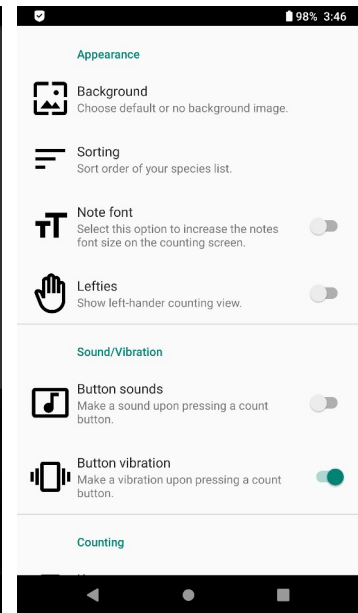 98% 3:46
Appearance
Background
Choose default or no background image.
Sorting
Sort order of your species list.
Note font
Select this option to increase the notes
font size on the counting screen.
Lefties
Show left-hander counting view.
Sound/Vibration
Button sounds
Make a sound upon pressing a count
button.
Button vibration
Make a vibration upon pressing a count
button.
Counting